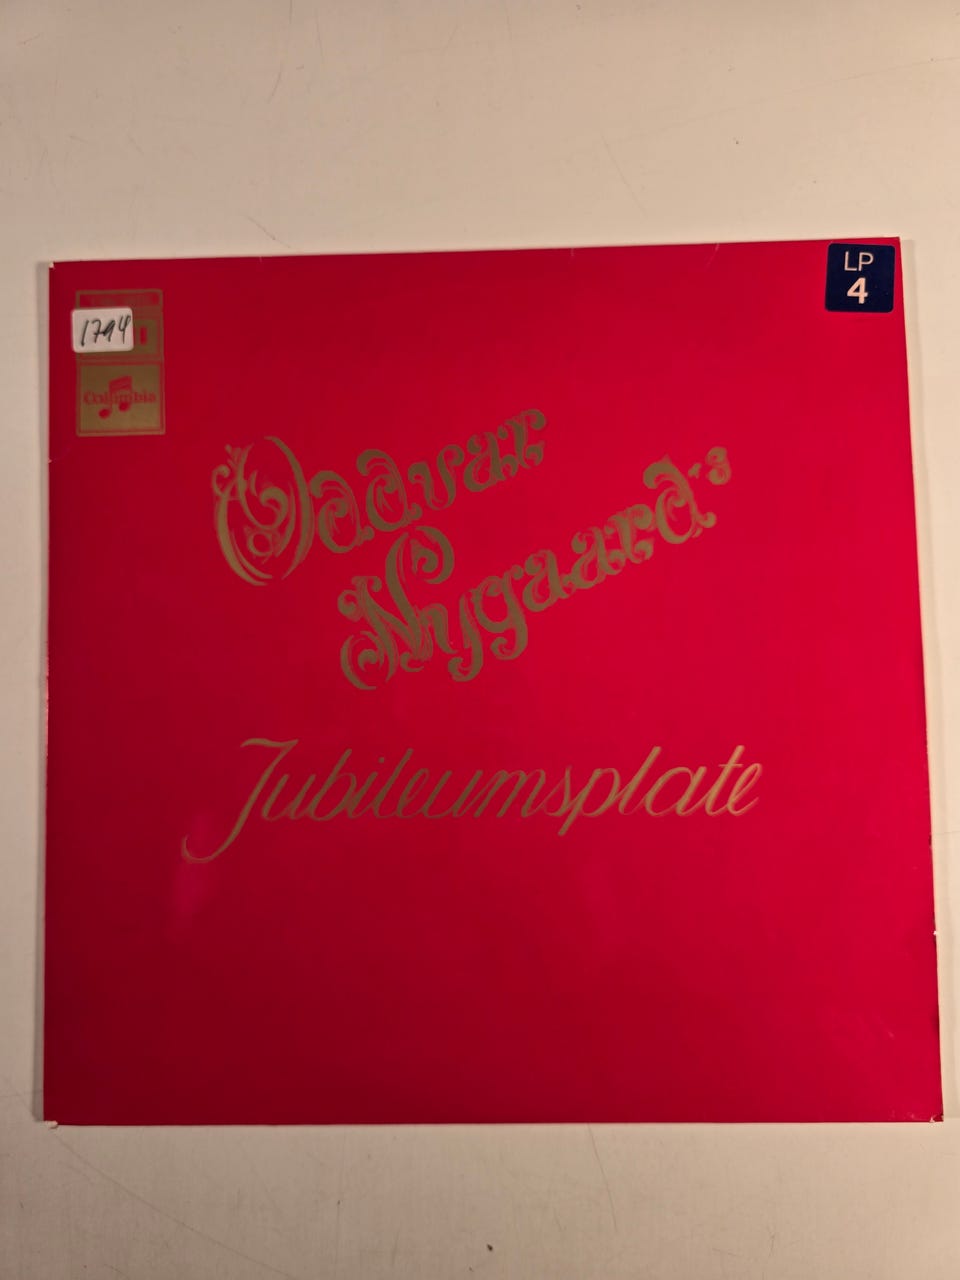 LP
4
1794
Columbia
Oddvar
Nygaard's
Jubileumsplate